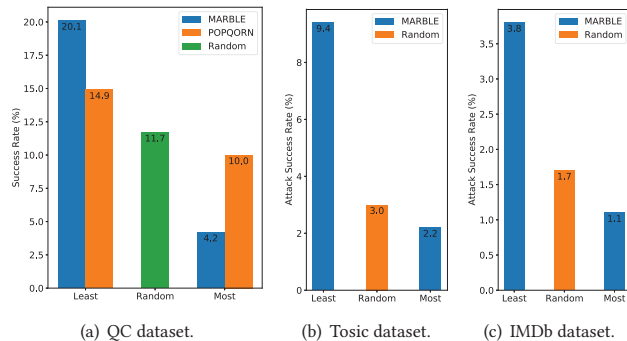 MARBLE
POPQORN
Random
Success Rate (%)
20.0
17.5
15.0
12.5
10.0
7.5
5.0
2.5
0.0
20.1
14.9
11.7
4.2
10.0
Least Random Most
(a) QC dataset.
MARBLE
Random
Attack Success Rate (%)
8
6
4
2
0
9.4
3.0
2.2
Least Random Most
(b) Tosic dataset.
MARBLE
Random
Attack Success Rate (%)
3.5
3.0
2.5
2.0
1.5
1.0
0.5
0.0
3.8
1.7
1.1
Least Random Most
(c) IMDb dataset.